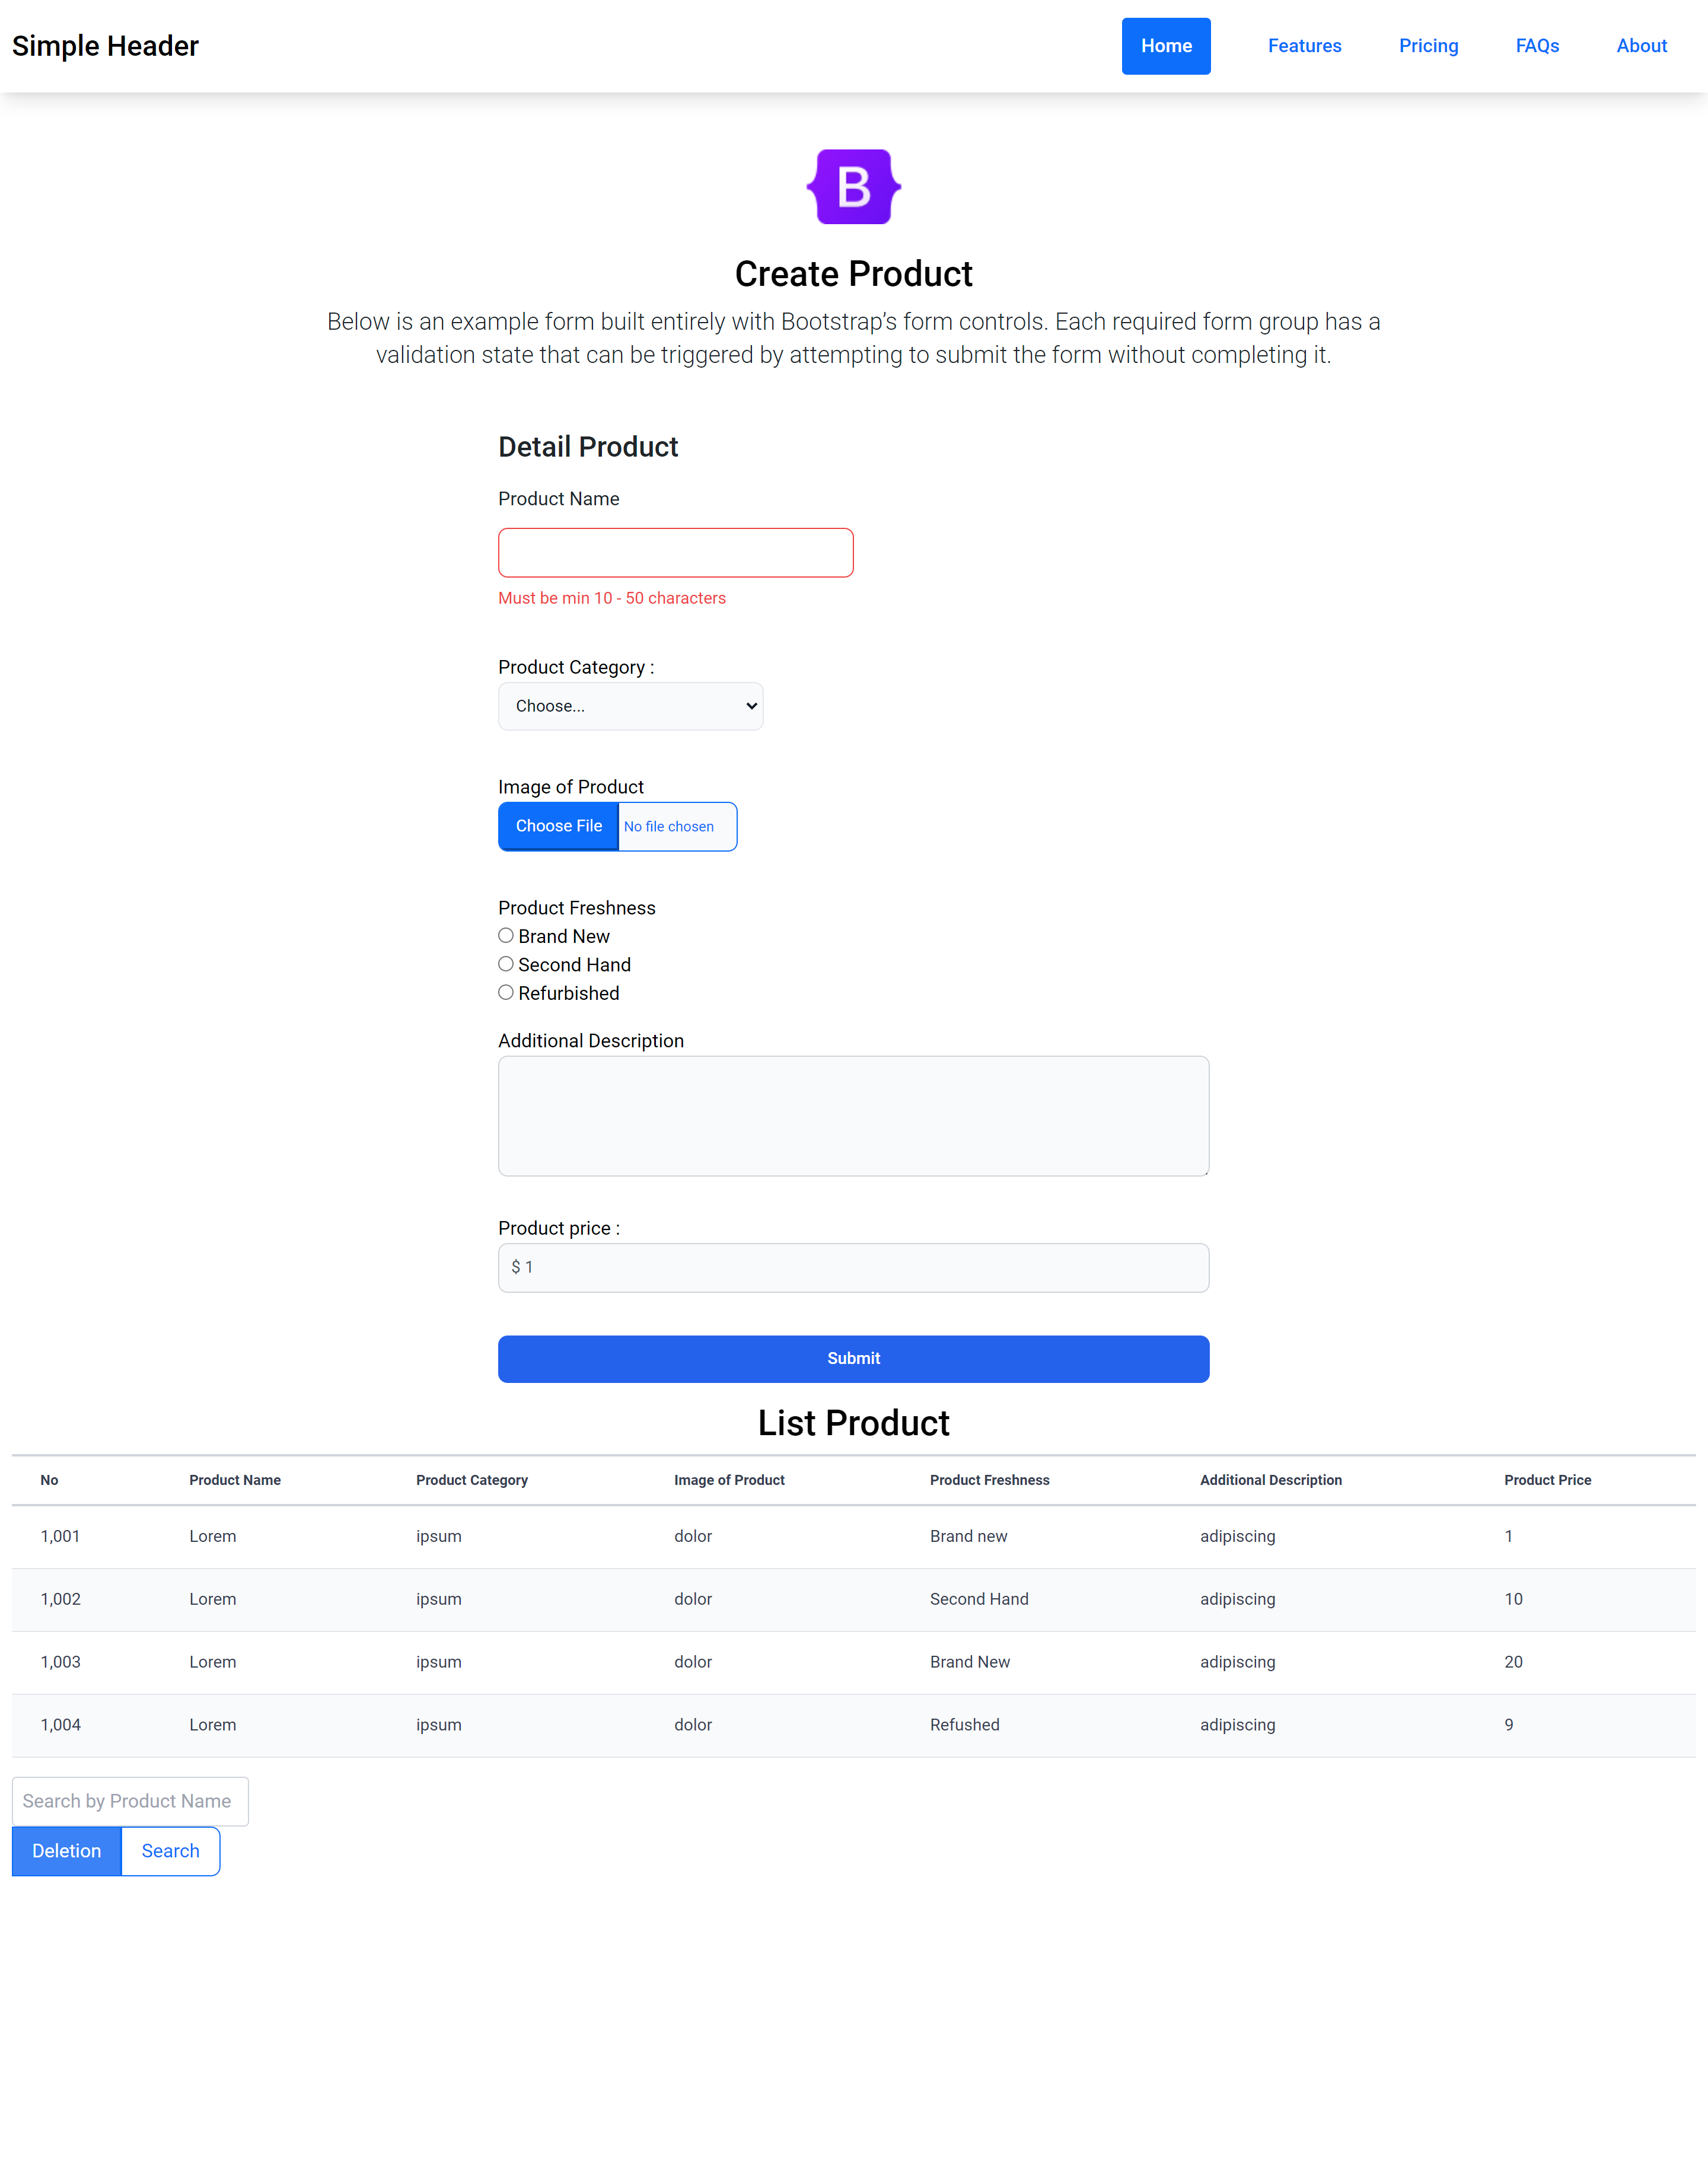 Simple Header
Home Features Pricing FAQs About
B
Create Product
Below is an example form built entirely with Bootstrap’s form controls. Each required form group has a
validation state that can be triggered by attempting to submit the form without completing it.
Detail Product
Product Name
Must be min 10 - 50 characters
Product Category :
Choose...
Image of Product
Choose File No file chosen
Product Freshness
Brand New
Second Hand
Refurbished
Additional Description
Product price :
$ 1
Submit
List Product
No Product Name Product Category Image of Product Product Freshness Additional Description Product Price
1,001 Lorem ipsum dolor Brand new adipiscing 1
1,002 Lorem ipsum dolor Second Hand adipiscing 10
1,003 Lorem ipsum dolor Brand New adipiscing 20
1,004 Lorem ipsum dolor Refushed adipiscing 9
Search by Product Name
Deletion Search